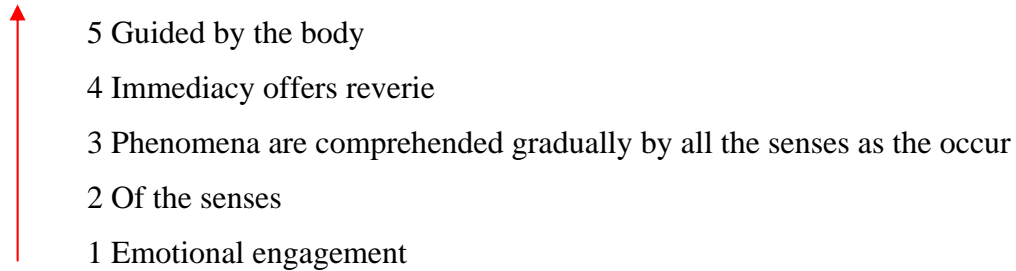 5 Guided by the body
4 Immediacy offers reverie
3 Phenomena are comprehended gradually by all the senses as the occur
2 Of the senses
1 Emotional engagement